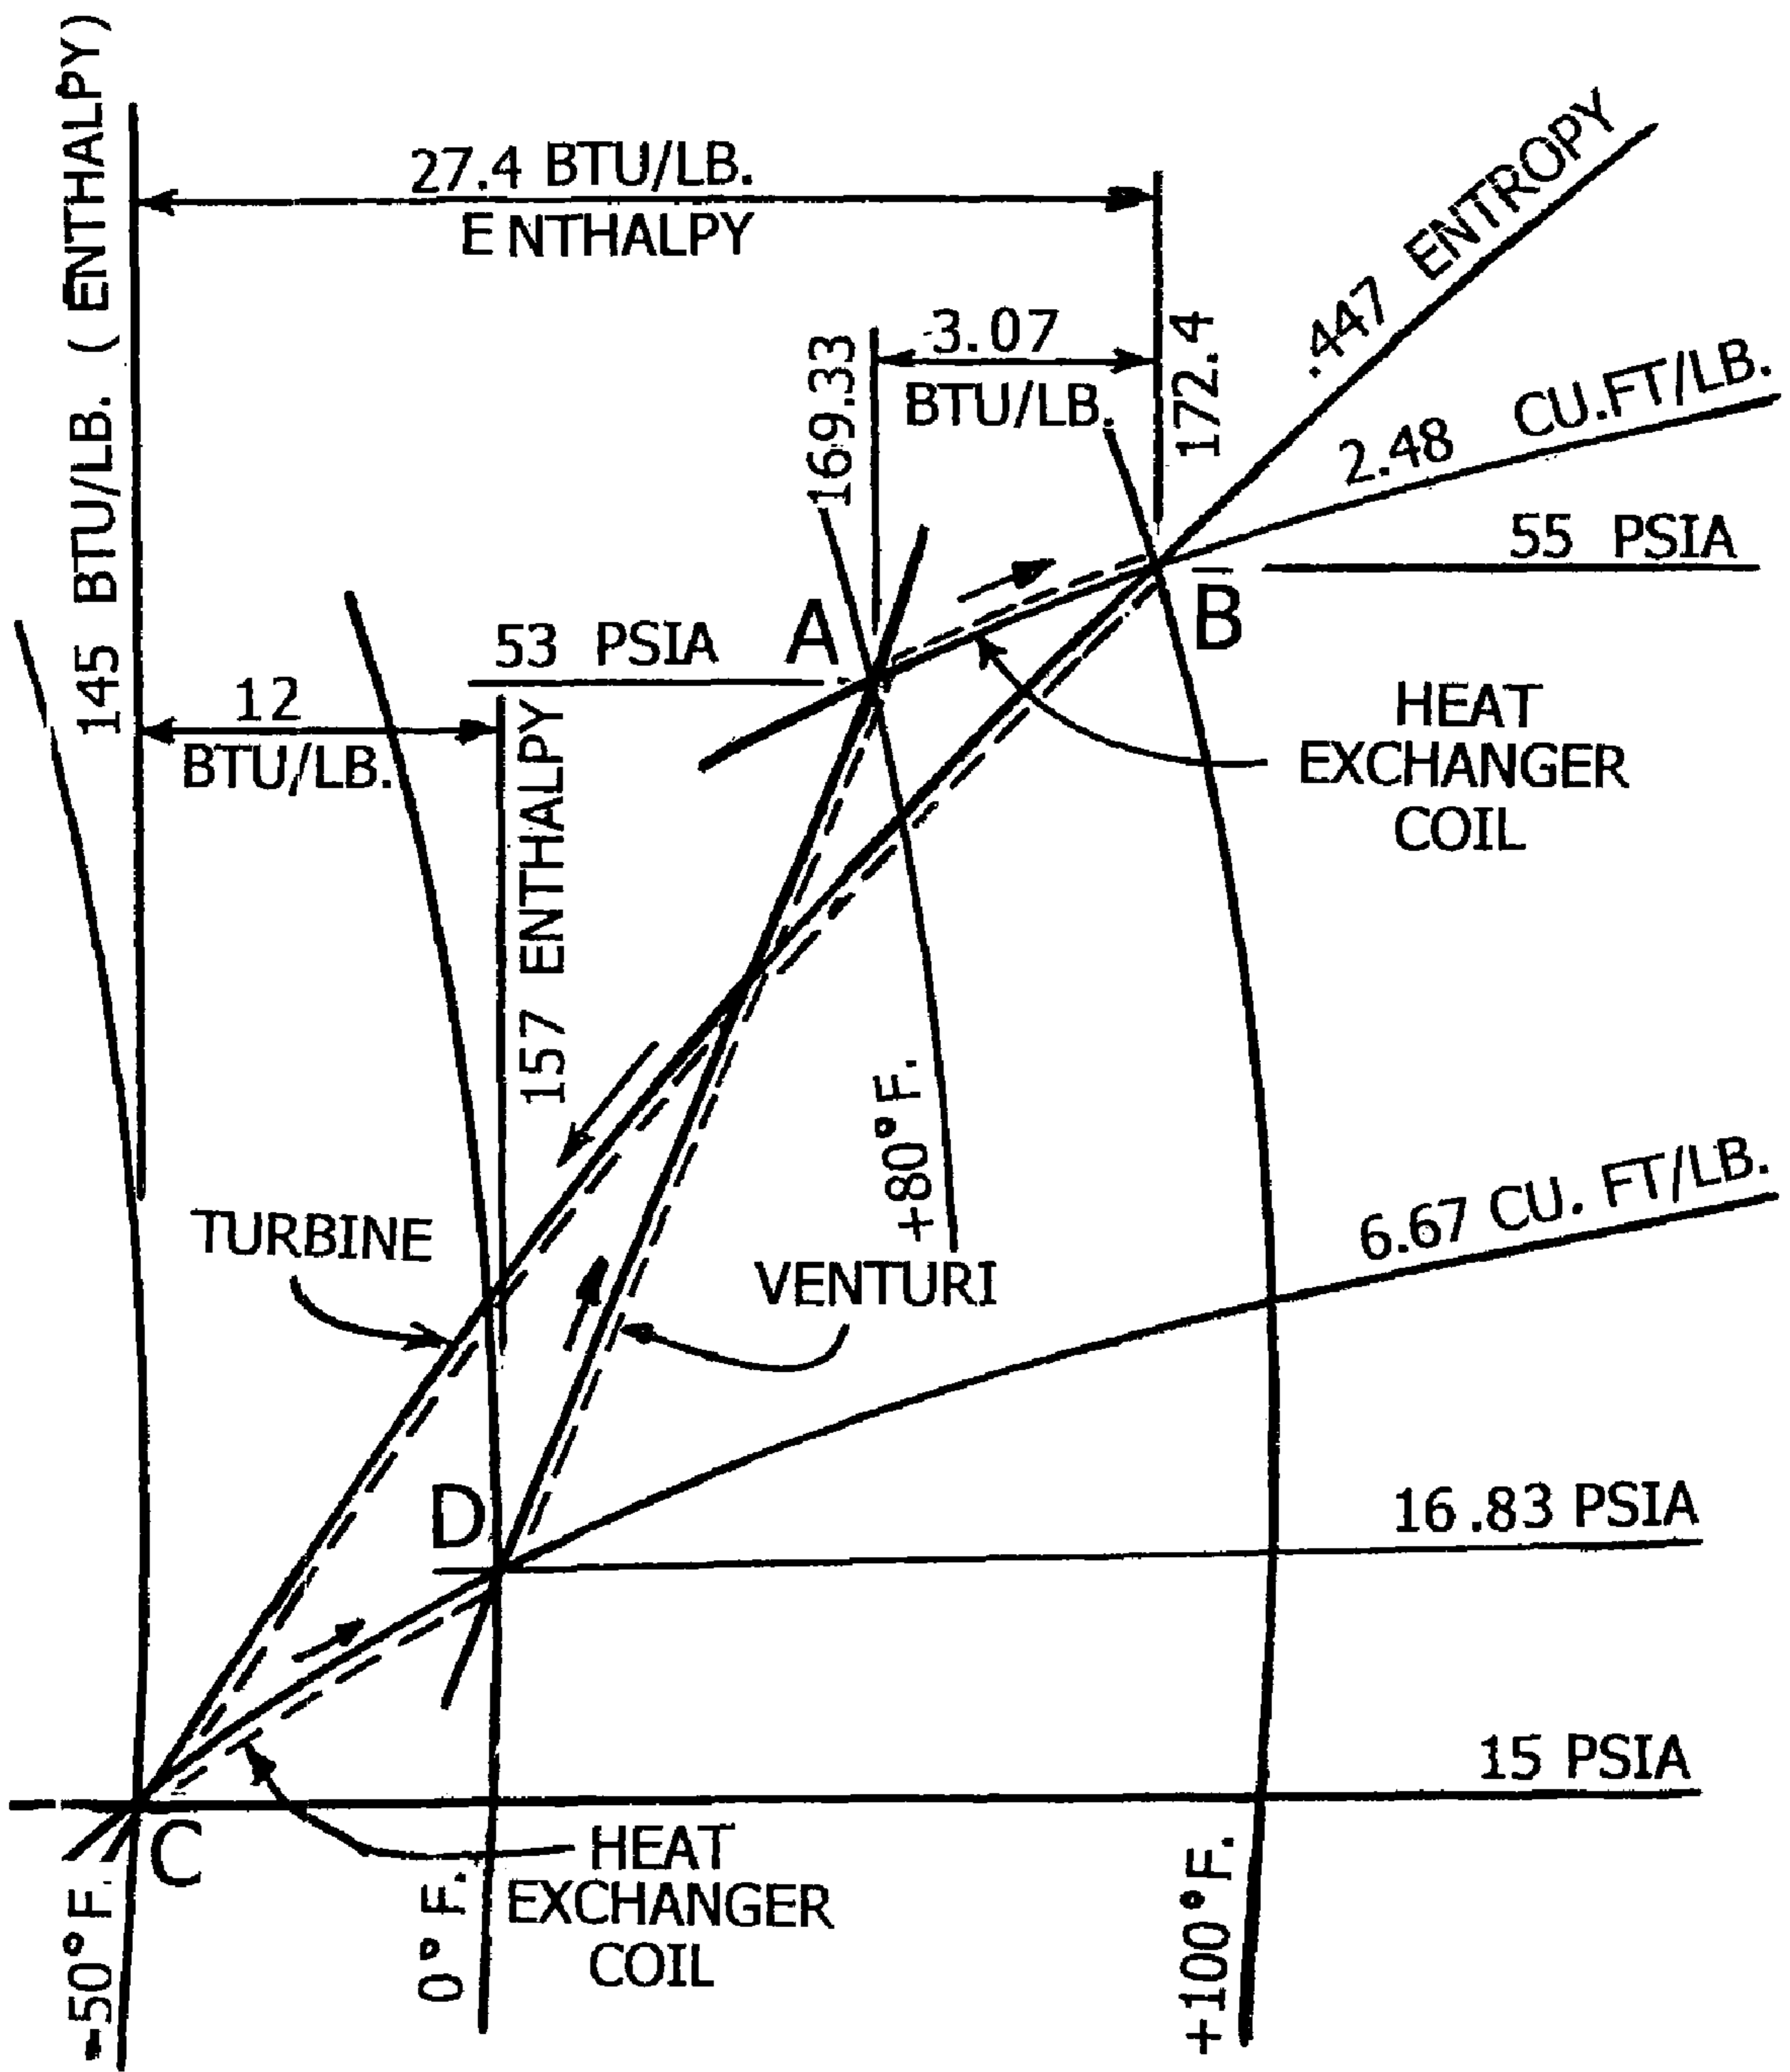 145 BTU/LB. ( ENTHALPY)
27.4 BTU/LB.
ENTHALPY
.447 ENTROPY
3.07
BTU/LB.
169.33
172.4
2.48 CU.FT/LB.
55 PSIA
53 PSIA
A
B
12
BTU/LB.
157 ENTHALPY
HEAT
EXCHANGER
COIL
+80°F.
6.67 CU. FT/LB.
TURBINE
VENTURI
D
16.83 PSIA
15 PSIA
C
HEAT
EXCHANGER
COIL
-50°F.
0°F.
+100°F.